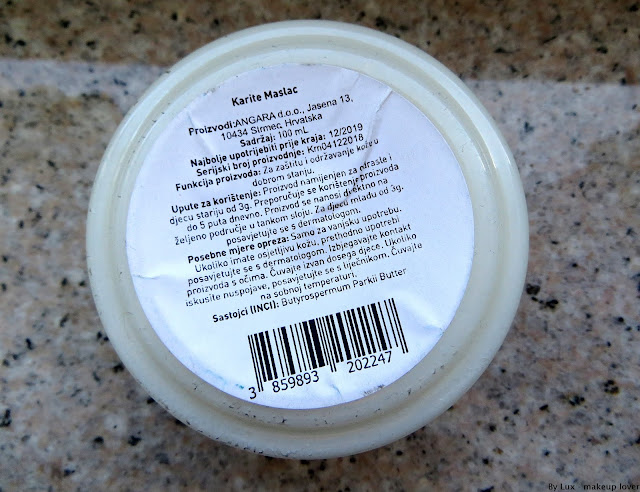 Karite Maslac
Proizvodi:ANGARA d.o.o., Jasena 13,
10434 Strmec, Hrvatska
Sadržaj: 100 mL
Najbolje upotrijebiti prije kraja: 12/2019
Serijski broj proizvodnje: Km04122018
Funkcija proizvoda: Za zaštitu i održavanje kože u
dobrom stanju.
Upute za korištenje: Proizvod namijenjen za odrasle i
djecu stariju od 3g. Preporučuje se korištenje proizvoda
do 5 puta dnevno. Proizvod se nanosi direktno na
željeno područje u tankom sloju. Za djecu mlađu od 3g.
posavjetujte se s dermatologom.
Posebne mjere opreza: Samo za vanjsku upotrebu.
Ukoliko imate osjetljivu kožu, prethodno upotrebi
posavjetujte se s dermatologom. Izbjegavajte kontakt
proizvoda s očima. Čuvajte izvan dosega djece. Ukoliko
iskusite nuspojave, posavjetujte se s liječnikom. Čuvajte
na sobnoj temperaturi.
Sastojci (INCI): Butyrospermum Parkii Butter
3 859893 202247
By Lux - makeup lover